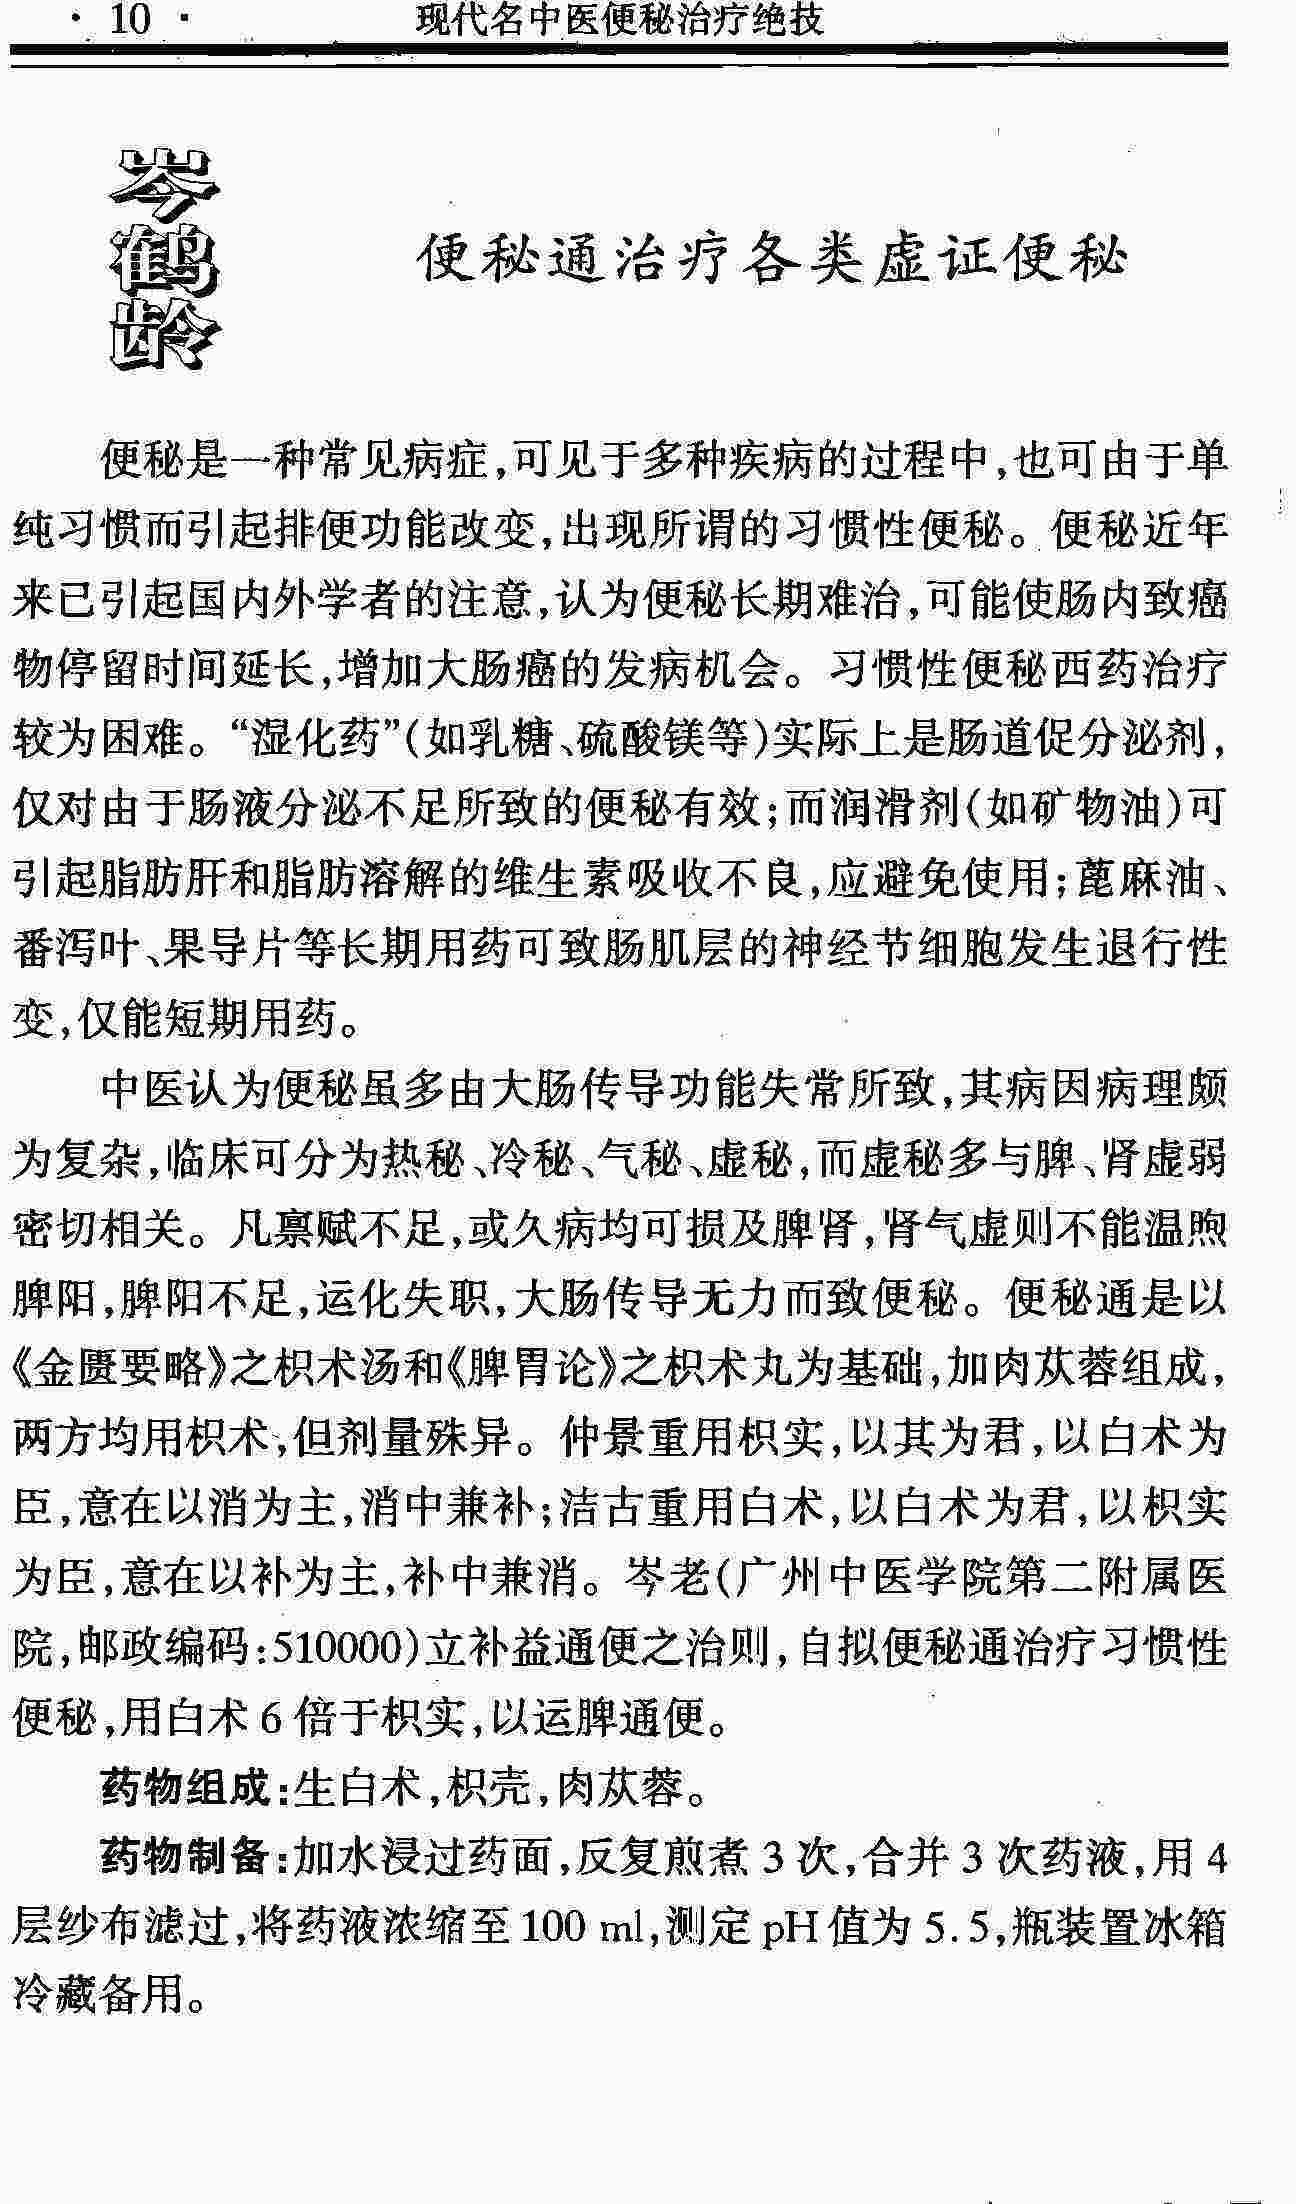 · 10 · 现代名中医便秘治疗绝技
岑鹤龄
便秘通治疗各类虚证便秘
便秘是一种常见病症,可见于多种疾病的过程中,也可由于单
纯习惯而引起排便功能改变,出现所谓的习惯性便秘。便秘近年
来已引起国内外学者的注意,认为便秘长期难治,可能使肠内致癌
物停留时间延长,增加大肠癌的发病机会。习惯性便秘西药治疗
较为困难。“湿化药”(如乳糖、硫酸镁等)实际上是肠道促分泌剂,
仅对由于肠液分泌不足所致的便秘有效;而润滑剂(如矿物油)可
引起脂肪肝和脂肪溶解的维生素吸收不良,应避免使用;蓖麻油、
番泻叶、果导片等长期用药可致肠肌层的神经节细胞发生退行性
变,仅能短期用药。
中医认为便秘虽多由大肠传导功能失常所致,其病因病理颇
为复杂,临床可分为热秘、冷秘、气秘、虚秘,而虚秘多与脾、肾虚弱
密切相关。凡禀赋不足,或久病均可损及脾肾,肾气虚则不能温煦
脾阳,脾阳不足,运化失职,大肠传导无力而致便秘。便秘通是以
《金匮要略》之枳术汤和《脾胃论》之枳术丸为基础,加肉苁蓉组成,
两方均用枳术,但剂量殊异。仲景重用枳实,以其为君,以白术为
臣,意在以消为主,消中兼补;洁古重用白术,以白术为君,以枳实
为臣,意在以补为主,补中兼消。岑老(广州中医学院第二附属医
院,邮政编码:510000)立补益通便之治则,自拟便秘通治疗习惯性
便秘,用白术 6 倍于枳实,以运脾通便。
药物组成:生白术,枳壳,肉苁蓉。
药物制备:加水浸过药面,反复煎煮 3 次,合并 3 次药液,用 4
层纱布滤过,将药液浓缩至 100 ml,测定 pH 值为 5.5,瓶装置冰箱
冷藏备用。